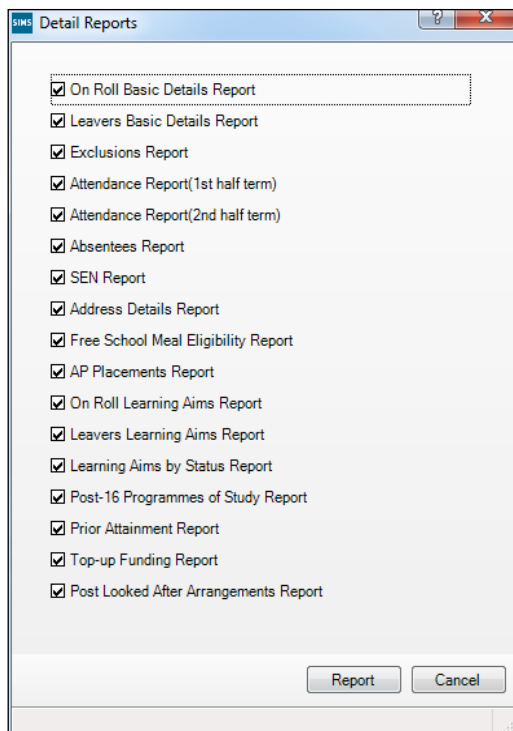 SIMS Detail Reports ?
On Roll Basic Details Report
Leavers Basic Details Report
Exclusions Report
Attendance Report(1st half term)
Attendance Report(2nd half term)
Absentees Report
SEN Report
Address Details Report
Free School Meal Eligibility Report
AP Placements Report
On Roll Learning Aims Report
Leavers Learning Aims Report
Learning Aims by Status Report
Post-16 Programmes of Study Report
Prior Attainment Report
Top-up Funding Report
Post Looked After Arrangements Report
Report Cancel